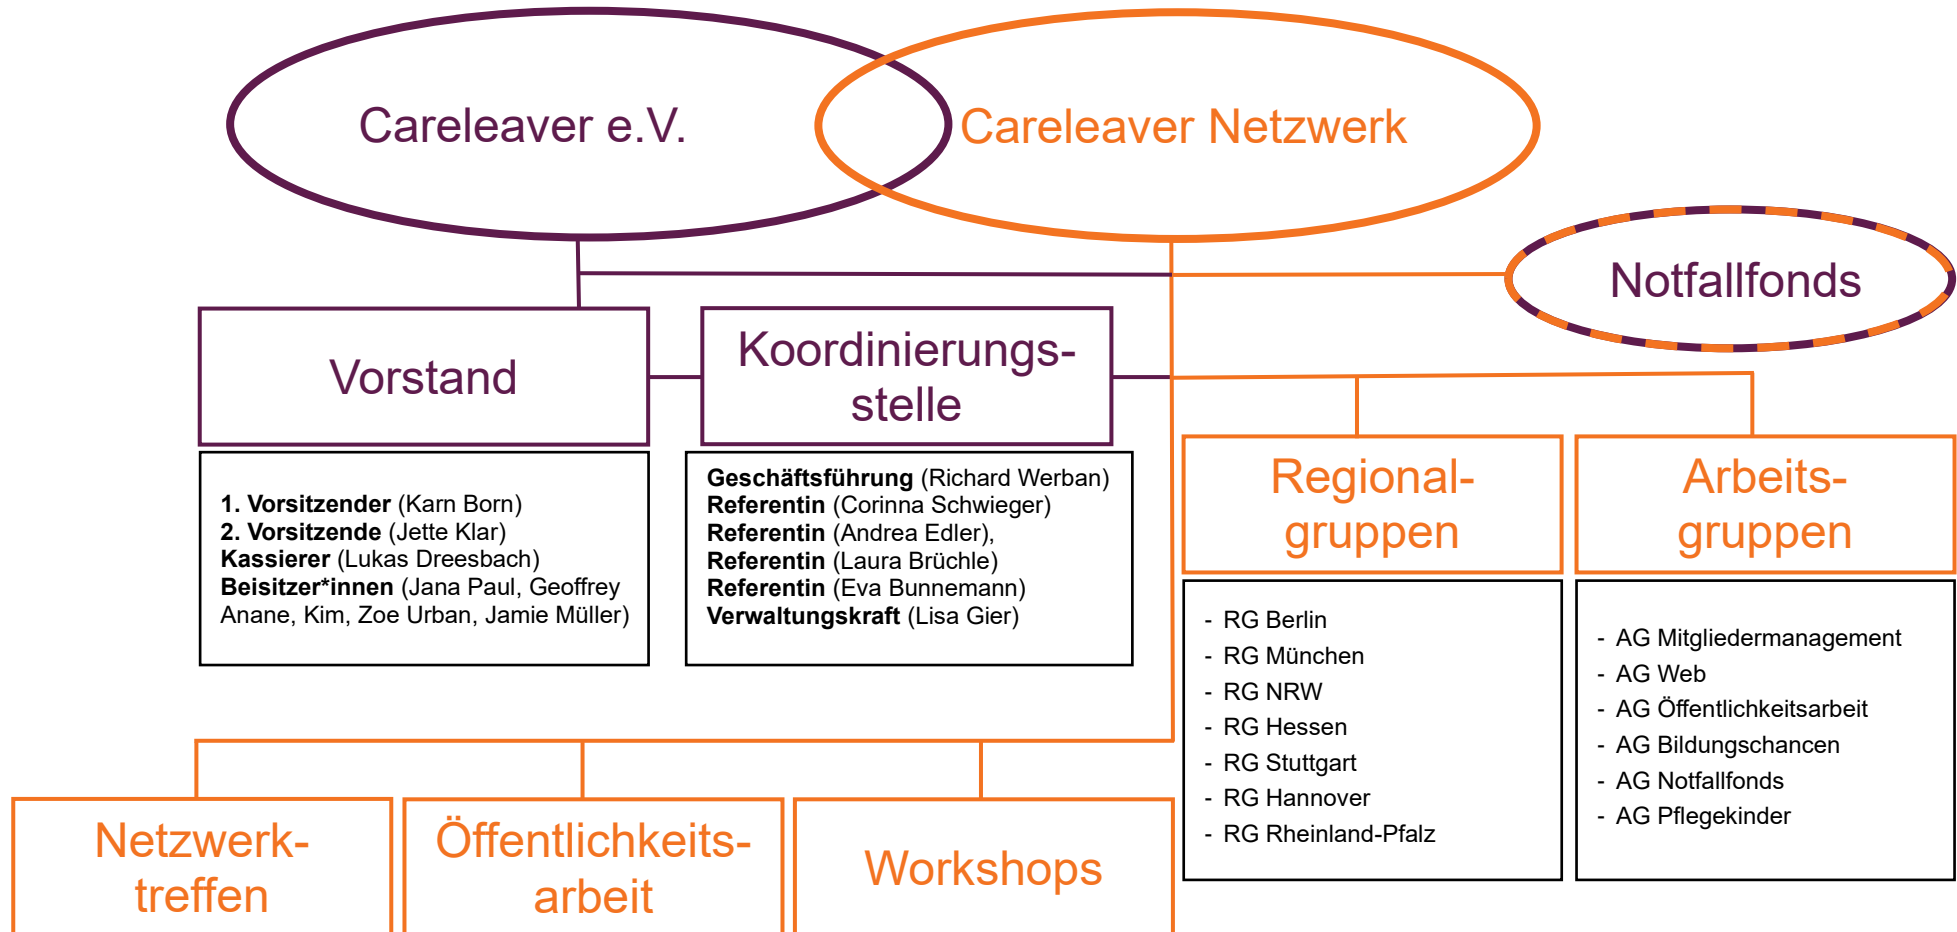 Careleaver e.V.
Careleaver Netzwerk
Notfallfonds
Vorstand
Koordinierungs-
stelle
1. Vorsitzender (Karn Born)
2. Vorsitzende (Jette Klar)
Kassierer (Lukas Dreesbach)
Beisitzer*innen (Jana Paul, Geoffrey
Anane, Kim, Zoe Urban, Jamie Müller)
Geschäftsführung (Richard Werban)
Referentin (Corinna Schwieger)
Referentin (Andrea Edler),
Referentin (Laura Brüchle)
Referentin (Eva Bunnemann)
Verwaltungskraft (Lisa Gier)
Regional-
gruppen
- RG Berlin
- RG München
- RG NRW
- RG Hessen
- RG Stuttgart
- RG Hannover
- RG Rheinland-Pfalz
Arbeits-
gruppen
- AG Mitgliedermanagement
- AG Web
- AG Öffentlichkeitsarbeit
- AG Bildungschancen
- AG Notfallfonds
- AG Pflegekinder
Netzwerk-
treffen
Öffentlichkeits-
arbeit
Workshops